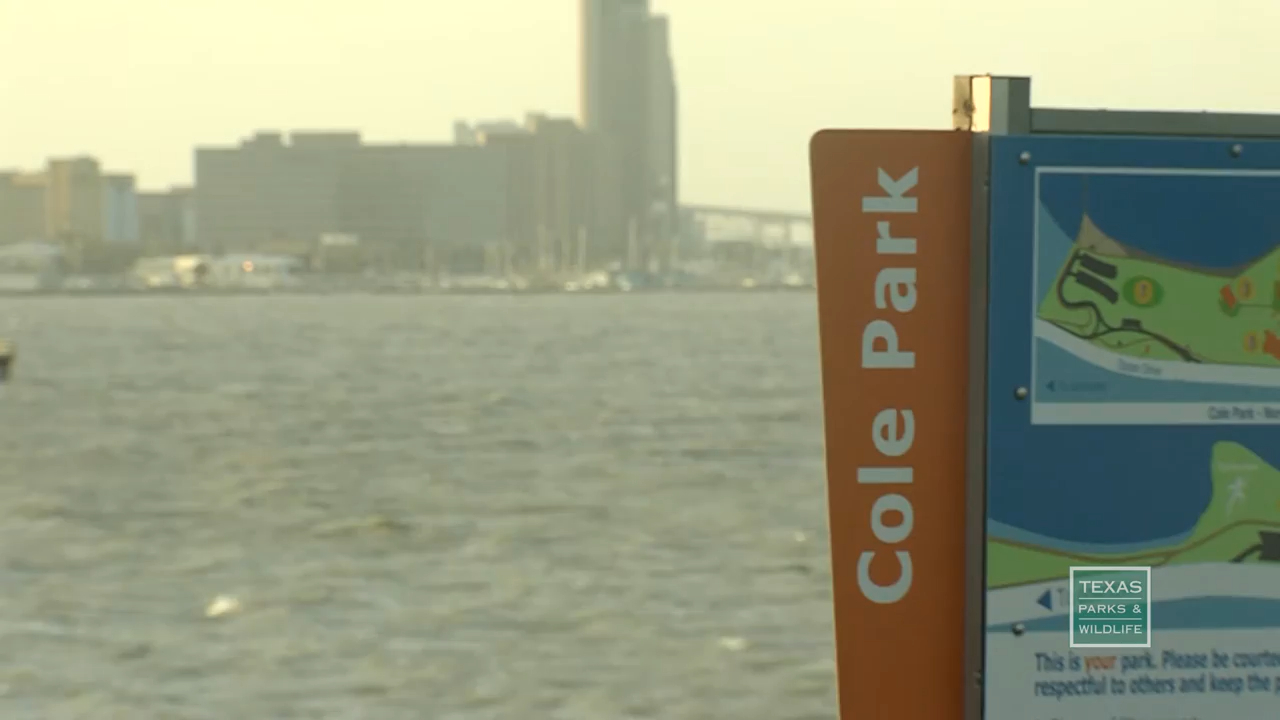 Cole Park
Cole Park - Nor
TEXAS
PARKS &
WILDLIFE
This is your park. Please be courte
respectful to others and keep the p